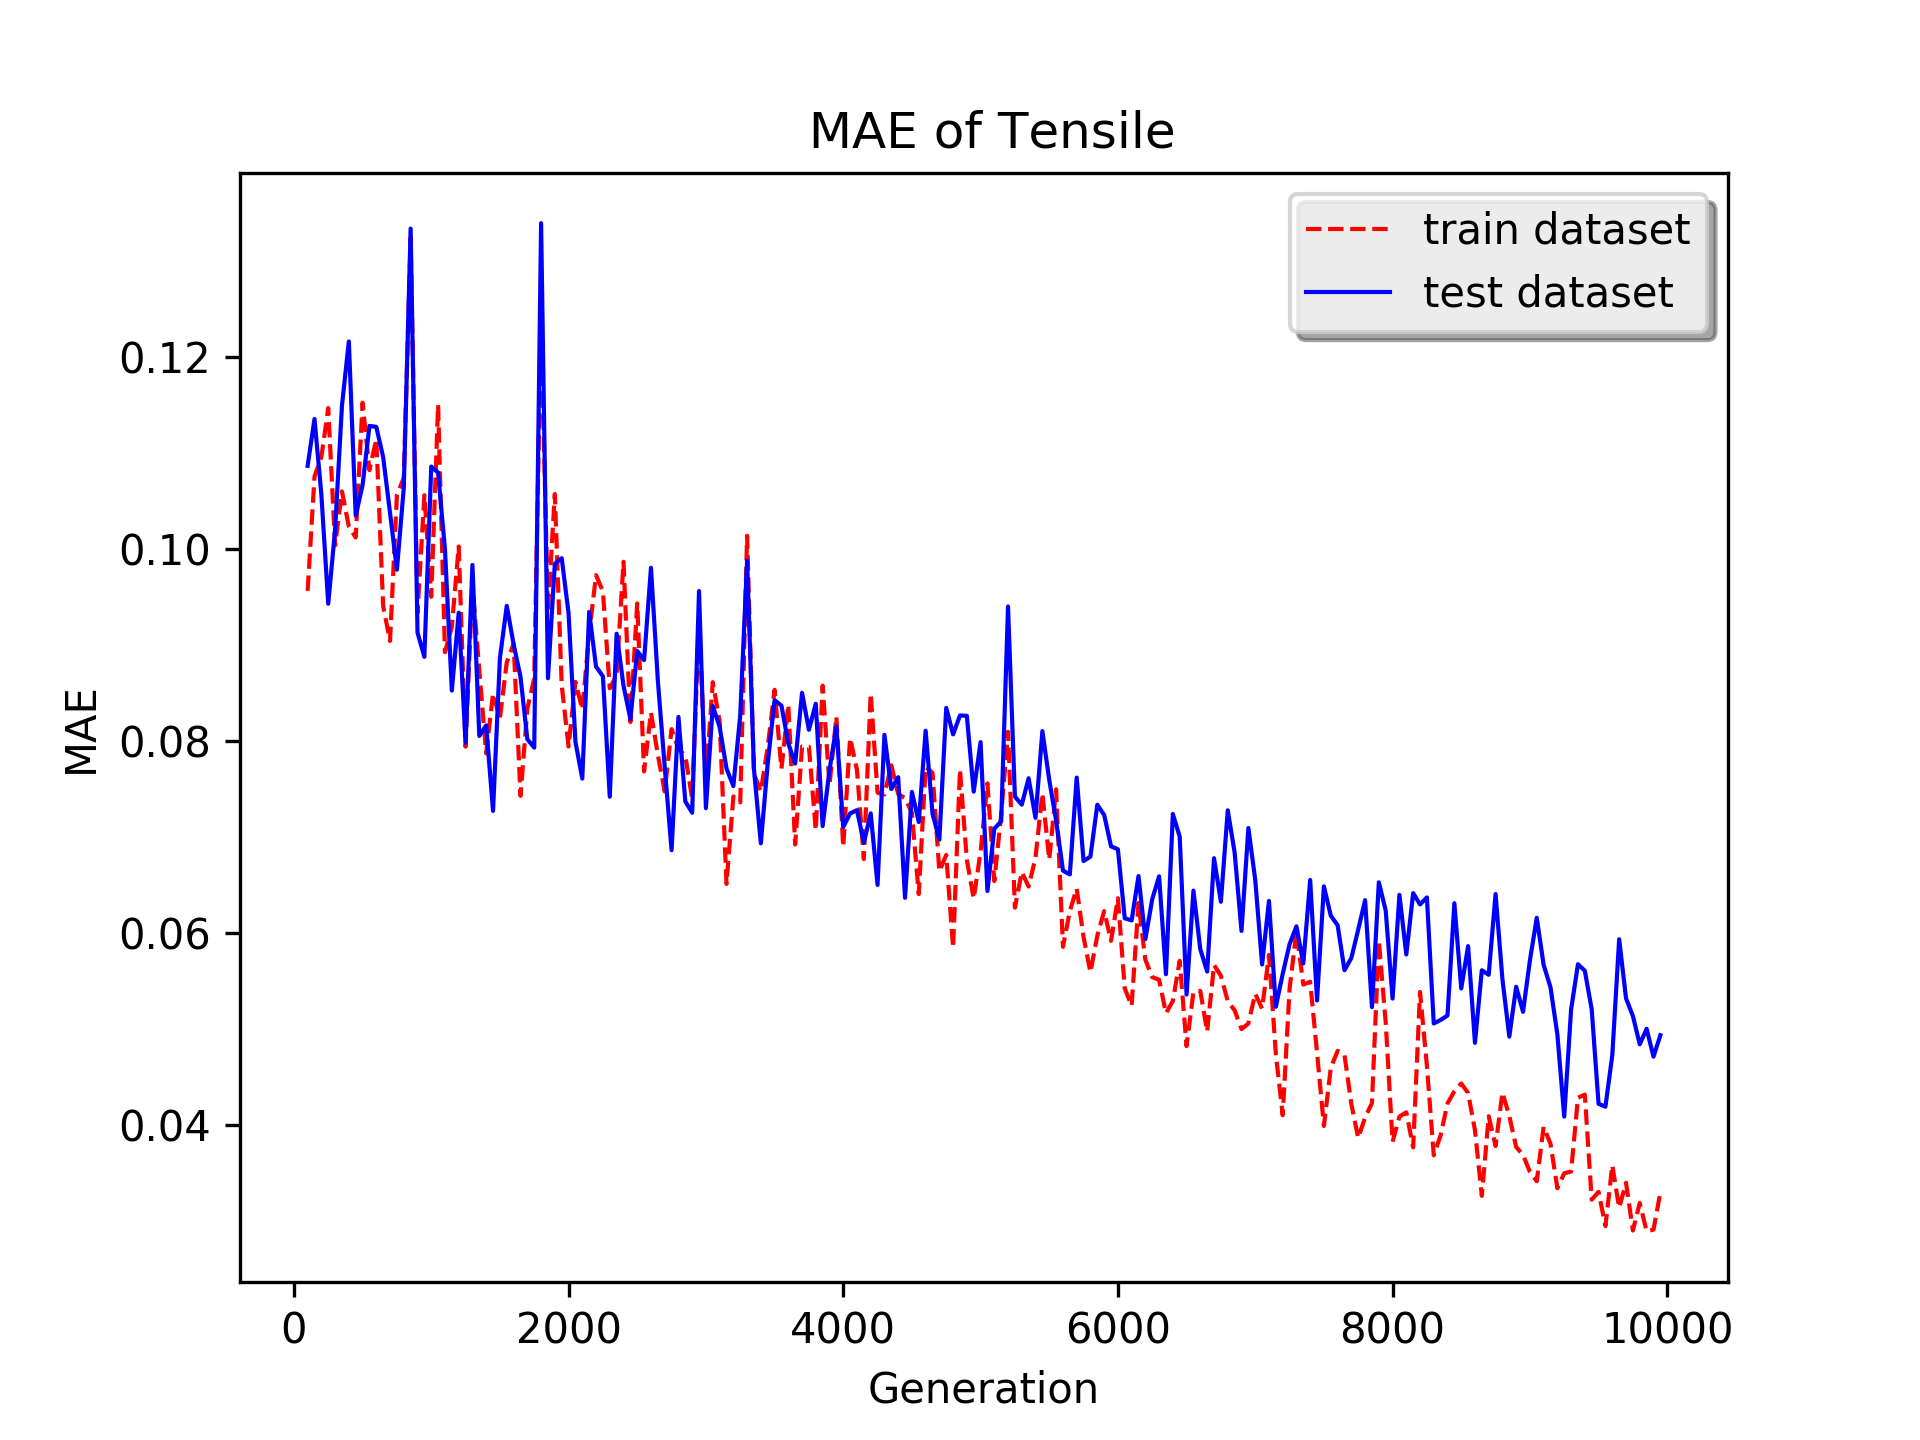 MAE of Tensile
train dataset
test dataset
0.12
0.10
0.08
0.06
0.04
MAE
0 2000 4000 6000 8000 10000
Generation